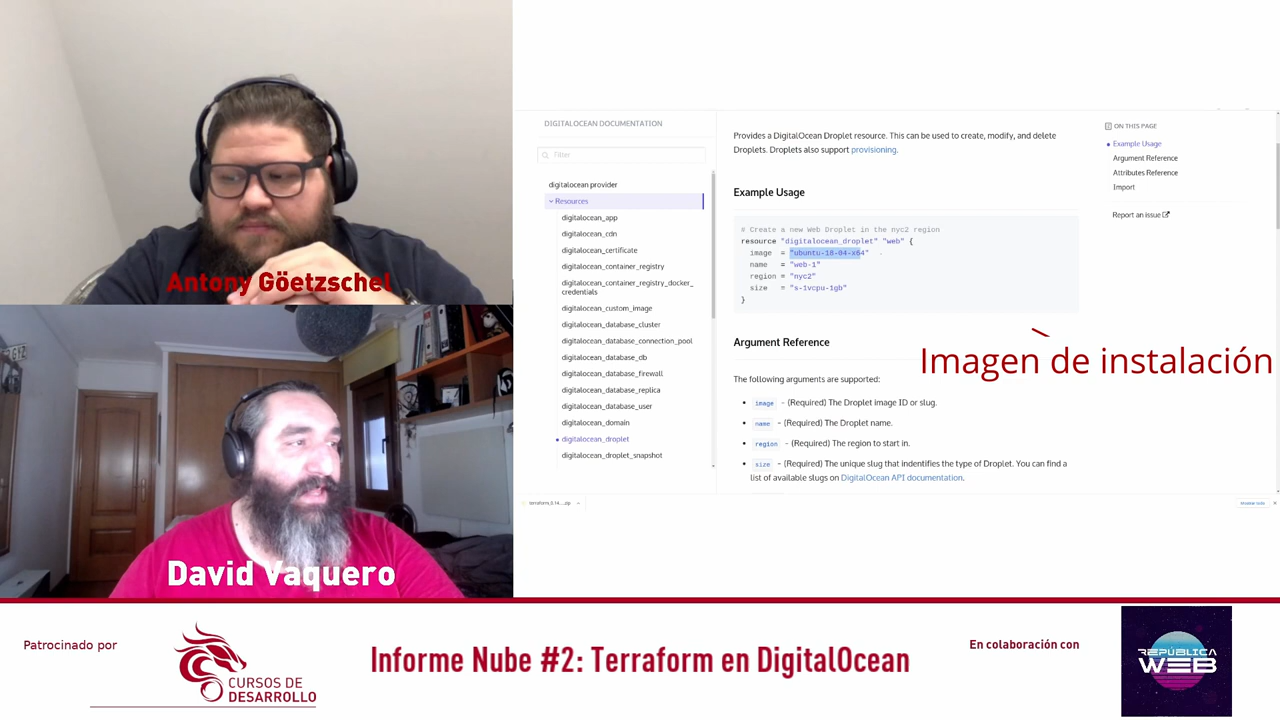 Antony Göetzschel
David Vaquero
DIGITALOCEAN DOCUMENTATION
Filter
digitalocean provider
Resources
digitalocean_app
digitalocean_cdn
digitalocean_certificate
digitalocean_container_registry
digitalocean_container_registry_docker_
credentials
digitalocean_custom_image
digitalocean_database_cluster
digitalocean_database_connection_pool
digitalocean_database_db
digitalocean_database_firewall
digitalocean_database_replica
digitalocean_database_user
digitalocean_domain
digitalocean_droplet
digitalocean_droplet_snapshot
Provides a DigitalOcean Droplet resource. This can be used to create, modify, and delete
Droplets. Droplets also support provisioning.
Example Usage
# Create a new Web Droplet in the nyc2 region
resource "digitalocean_droplet" "web" {
image = "ubuntu-18-04-x64"
name = "web-1"
region = "nyc2"
size = "s-1vcpu-1gb"
}
Argument Reference
The following arguments are supported:
image - (Required) The Droplet image ID or slug.
name - (Required) The Droplet name.
region - (Required) The region to start in.
size - (Required) The unique slug that indentifies the type of Droplet. You can find a
list of available slugs on DigitalOcean API documentation.
ON THIS PAGE
Example Usage
Argument Reference
Attributes Reference
Import
Report an issue
Imagen de instalación
Patrocinado por
CURSOS DE
DESARROLLO
Informe Nube #2: Terraform en DigitalOcean
En colaboración con
REPÚBLICA
WEB